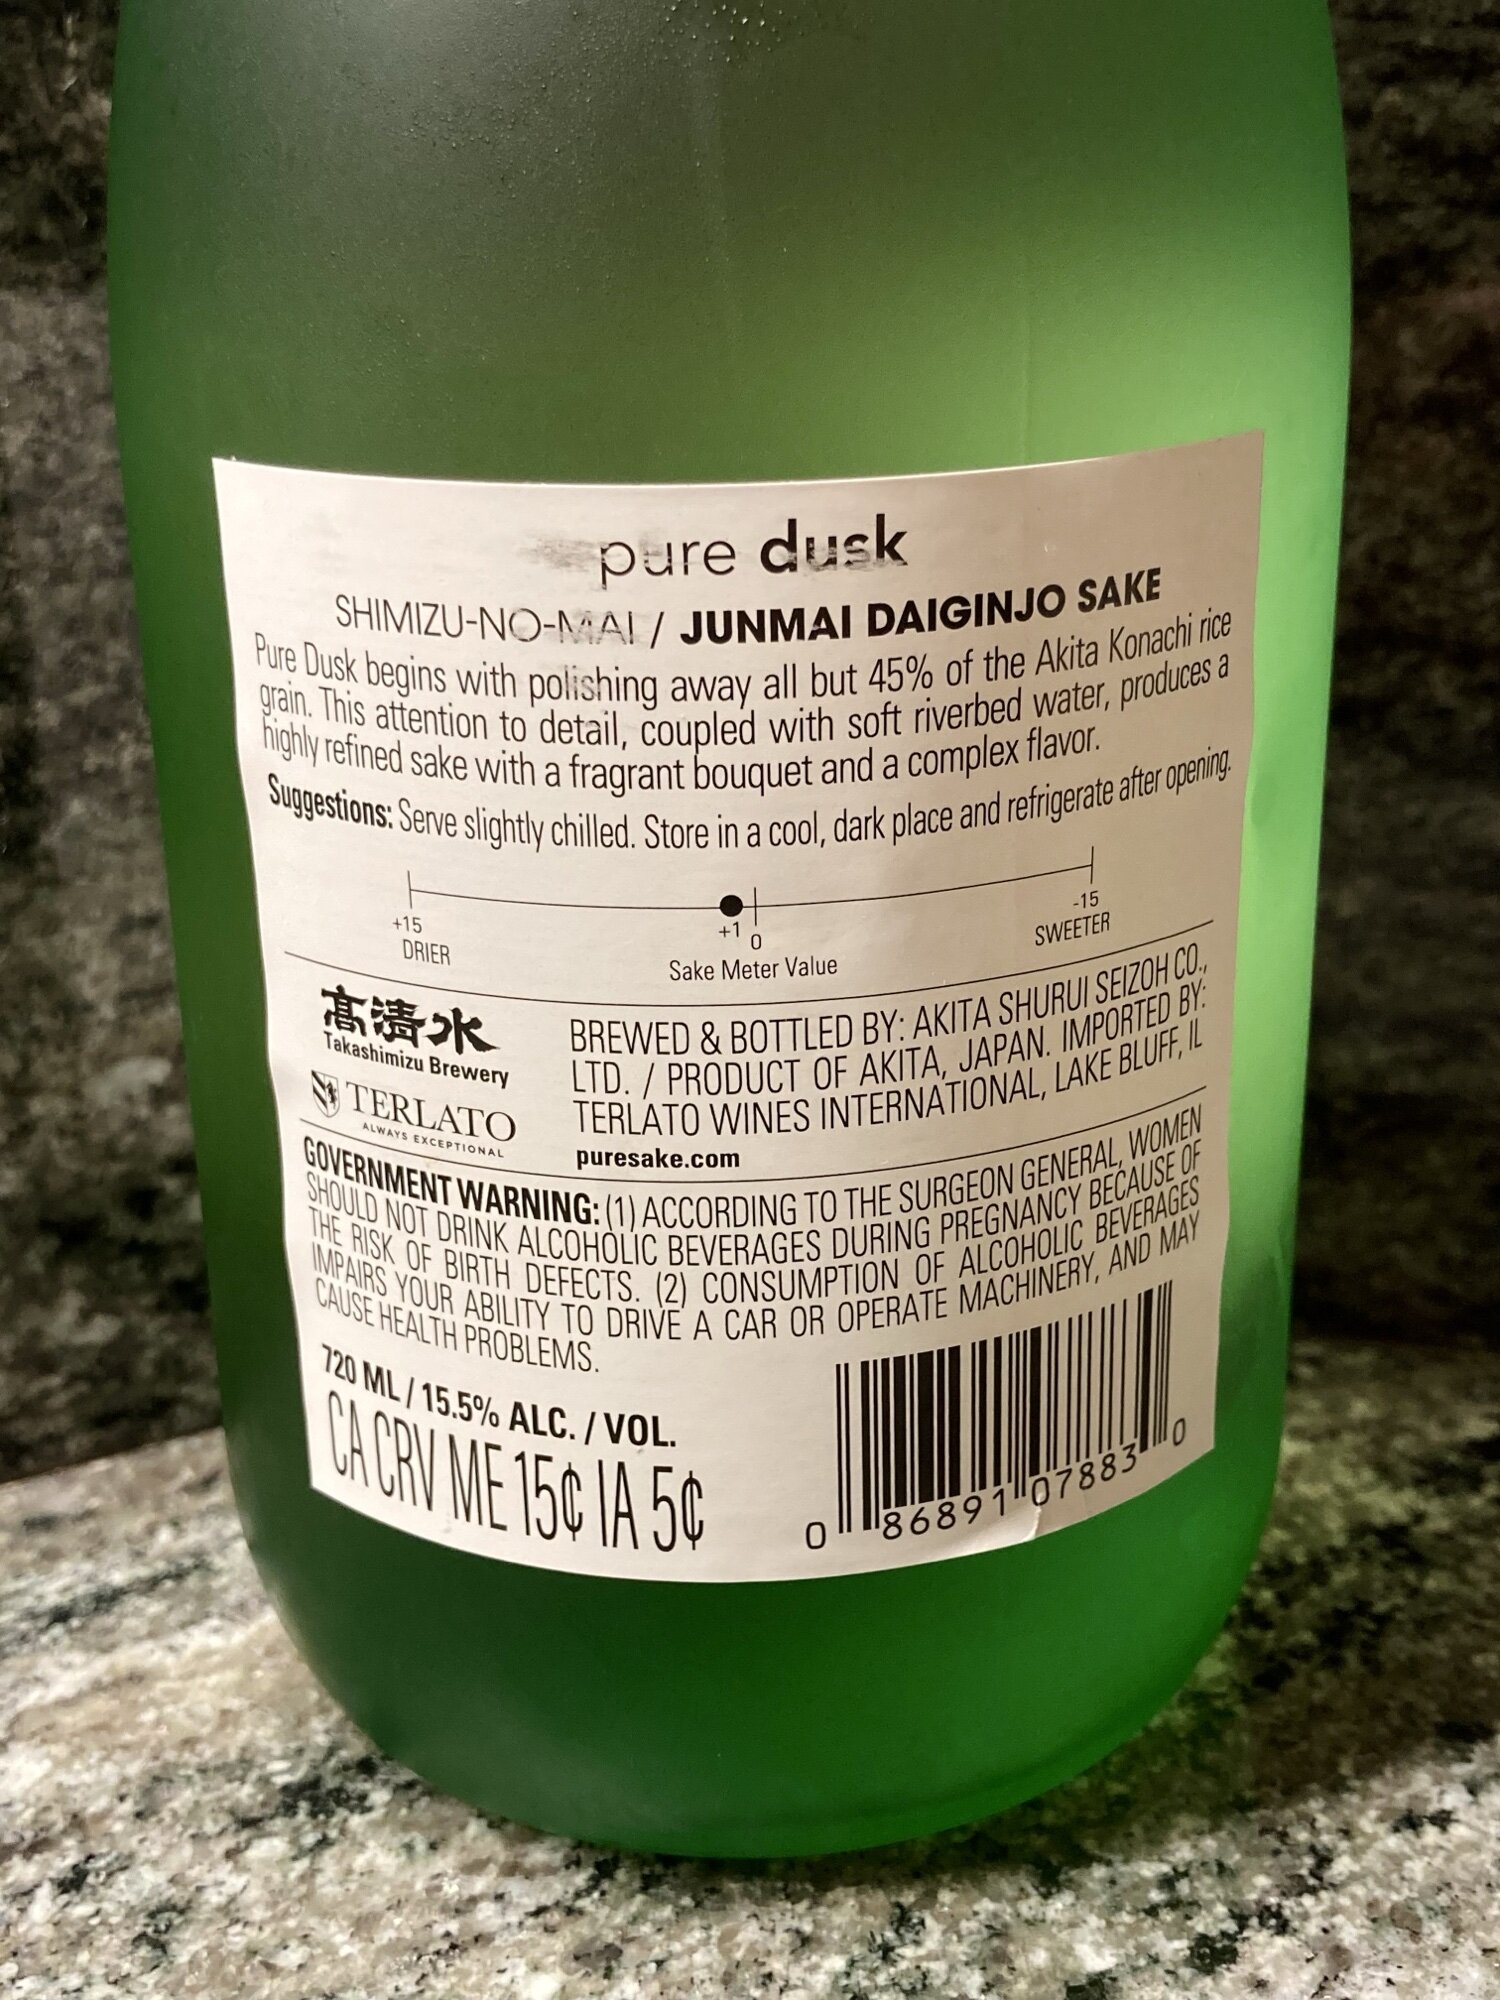 pure dusk
SHIMIZU-NO-MAI / JUNMAI DAIGINJO SAKE
Pure Dusk begins with polishing away all but 45% of the Akita Konachi rice
grain. This attention to detail, coupled with soft riverbed water, produces a
highly refined sake with a fragrant bouquet and a complex flavor.
Suggestions: Serve slightly chilled. Store in a cool, dark place and refrigerate after opening.
+15 +1 0 -15
DRIER SWEETER
Sake Meter Value
高清水
Takashimizu Brewery
TERLATO
ALWAYS EXCEPTIONAL
BREWED & BOTTLED BY: AKITA SHURUI SEIZOH CO.,
LTD. / PRODUCT OF AKITA, JAPAN. IMPORTED BY:
TERLATO WINES INTERNATIONAL, LAKE BLUFF, IL
puresake.com
GOVERNMENT WARNING: (1) ACCORDING TO THE SURGEON GENERAL, WOMEN
SHOULD NOT DRINK ALCOHOLIC BEVERAGES DURING PREGNANCY BECAUSE OF
THE RISK OF BIRTH DEFECTS. (2) CONSUMPTION OF ALCOHOLIC BEVERAGES
IMPAIRS YOUR ABILITY TO DRIVE A CAR OR OPERATE MACHINERY, AND MAY
CAUSE HEALTH PROBLEMS.
720 ML / 15.5% ALC. / VOL.
CA CRV ME 15¢ IA 5¢
0 86891 07883 0